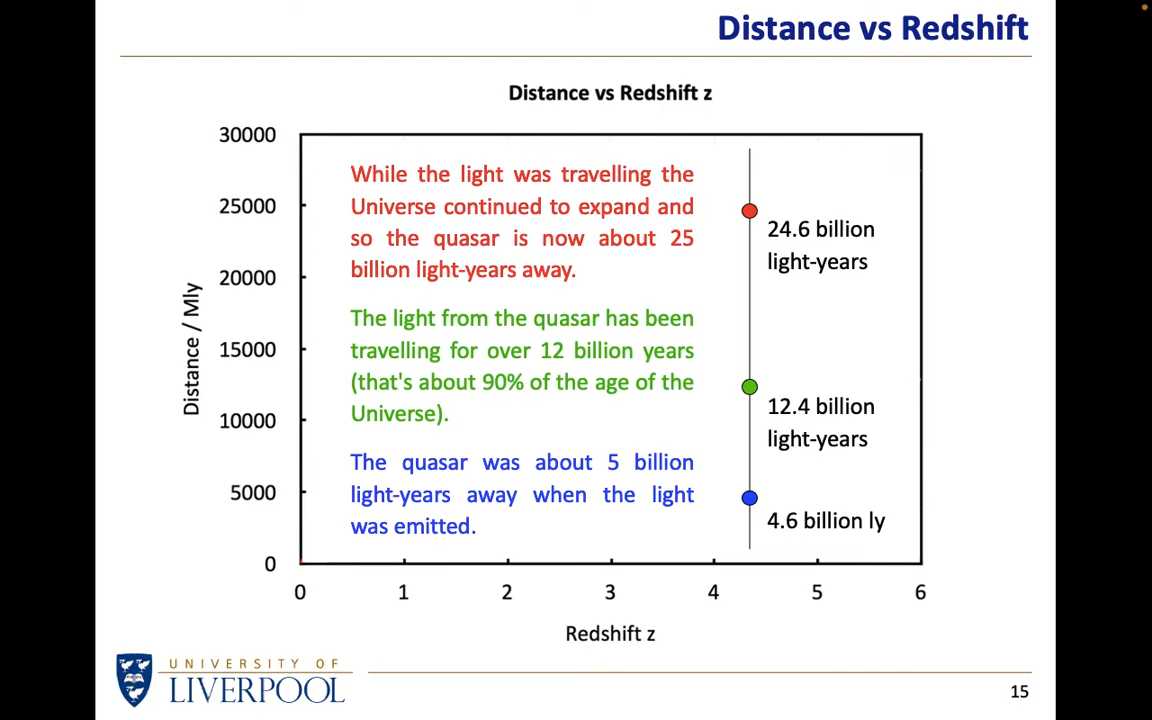 Distance vs Redshift
Distance vs Redshift z
30000
25000
20000
15000
10000
5000
0
Distance / Mly
While the light was travelling the
Universe continued to expand and
so the quasar is now about 25
billion light-years away.
The light from the quasar has been
travelling for over 12 billion years
(that's about 90% of the age of the
Universe).
The quasar was about 5 billion
light-years away when the light
was emitted.
24.6 billion
light-years
12.4 billion
light-years
4.6 billion ly
0 1 2 3 4 5 6
Redshift z
UNIVERSITY OF
LIVERPOOL
15